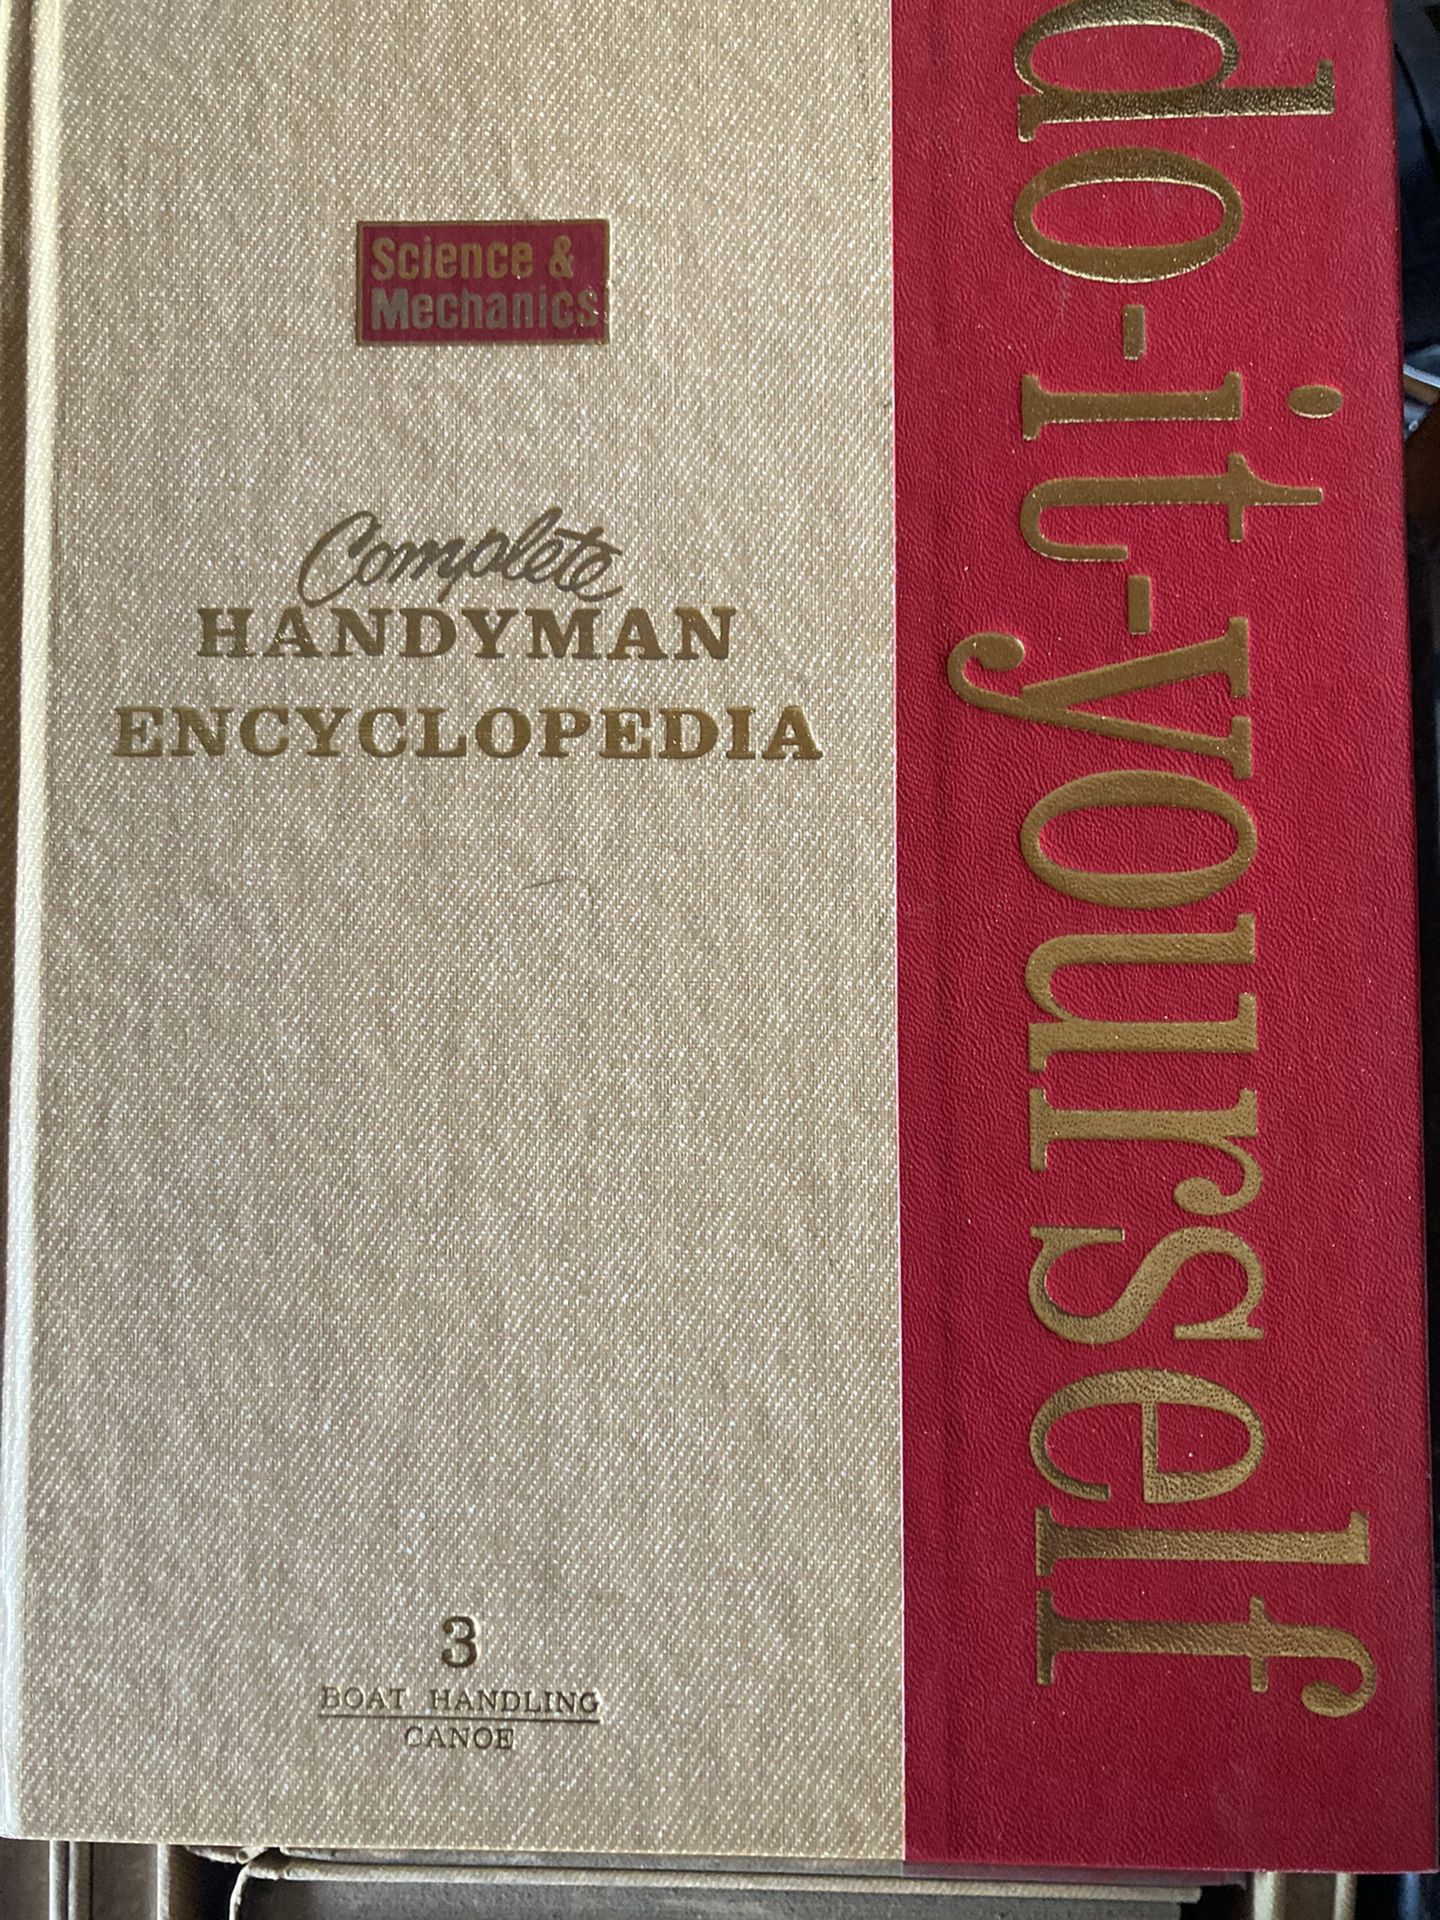 Science &
Mechanics
Complete
HANDYMAN
ENCYCLOPEDIA
3
BOAT HANDLING
CANOE
do-it-yourself